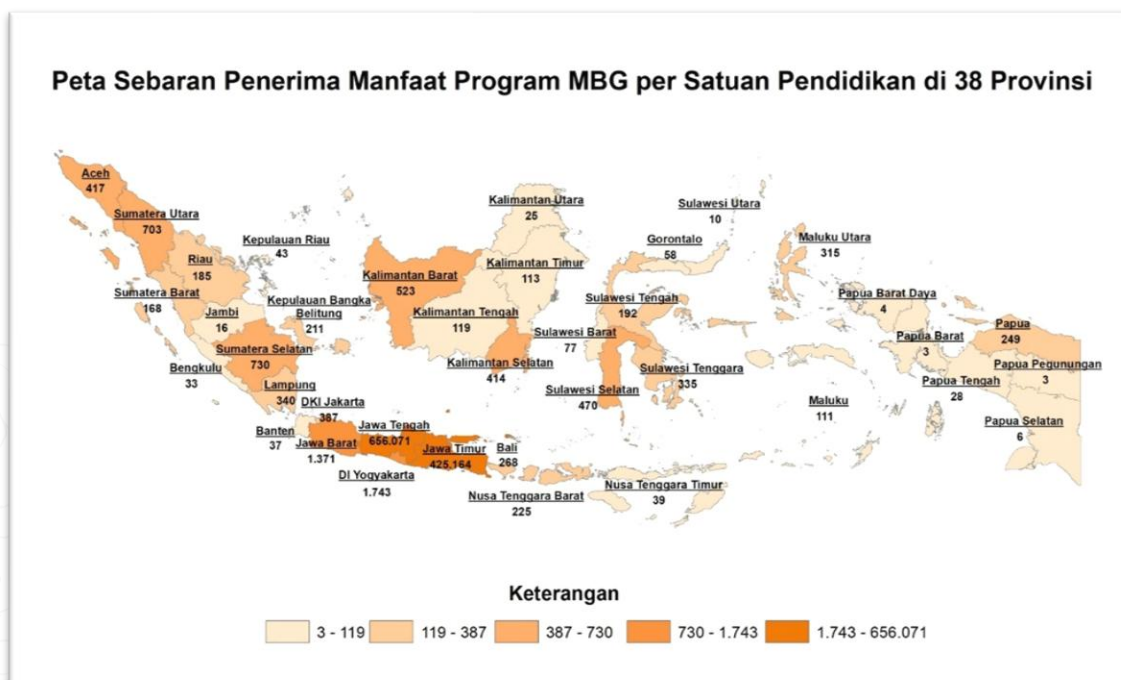 Peta Sebaran Penerima Manfaat Program MBG per Satuan Pendidikan di 38 Provinsi
Aceh
417
Sumatera Utara
703
Kepulauan Riau
43
Riau
185
Sumatera Barat
168
Jambi
16
Kepulauan Bangka
Belitung
211
Sumatera Selatan
730
Bengkulu
33
Lampung
340
DKI Jakarta
387
Banten
37
Jawa Barat
1.371
Jawa Tengah
656.071
DI Yogyakarta
1.743
Jawa Timur
425.164
Bali
268
Nusa Tenggara Barat
225
Nusa Tenggara Timur
39
Kalimantan Utara
25
Kalimantan Barat
523
Kalimantan Timur
113
Kalimantan Tengah
119
Kalimantan Selatan
414
Sulawesi Utara
10
Gorontalo
58
Sulawesi Tengah
192
Sulawesi Barat
77
Sulawesi Tenggara
335
Sulawesi Selatan
470
Maluku Utara
315
Maluku
111
Papua Barat Daya
4
Papua Barat
3
Papua
249
Papua Pegunungan
3
Papua Tengah
28
Papua Selatan
6
Keterangan
3 - 119
119 - 387
387 - 730
730 - 1.743
1.743 - 656.071